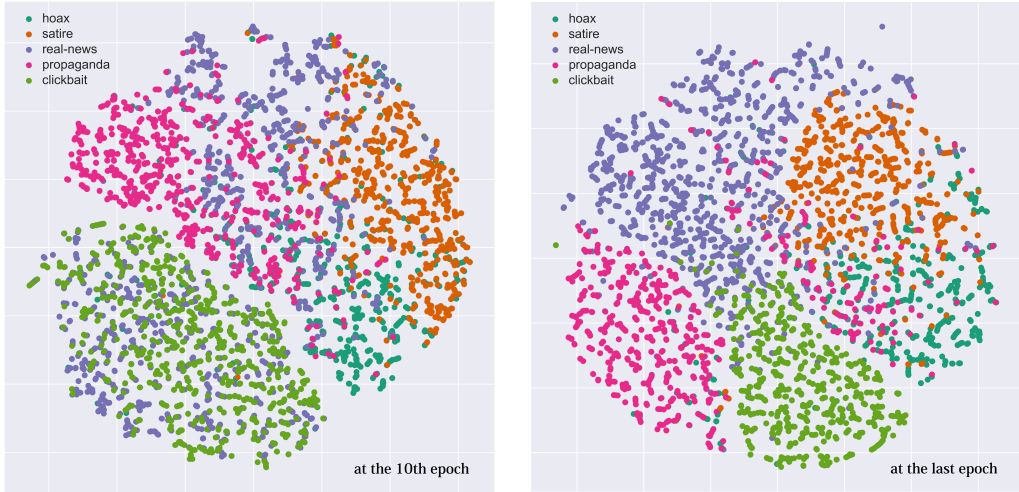 hoax
satire
real-news
propaganda
clickbait
at the 10th epoch
hoax
satire
real-news
propaganda
clickbait
at the last epoch